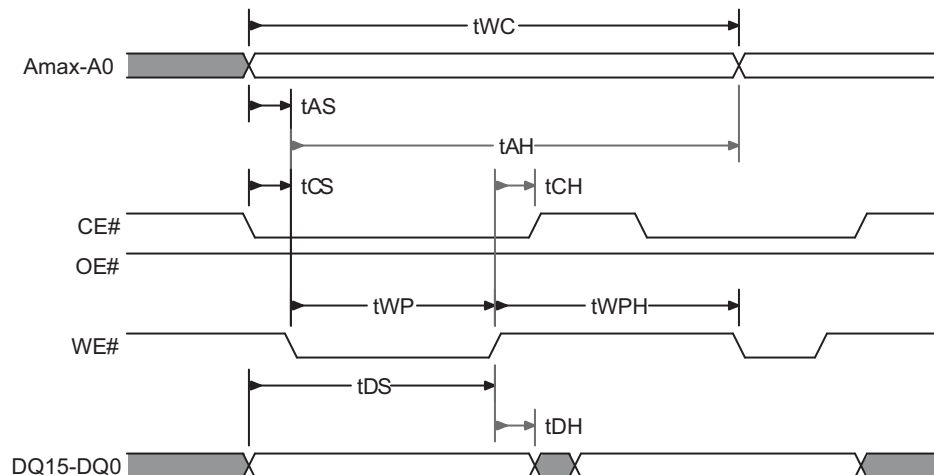 tWC
Amax-A0
tAS
tAH
tCS
tCH
CE#
OE#
tWP
tWPH
WE#
tDS
tDH
DQ15-DQ0